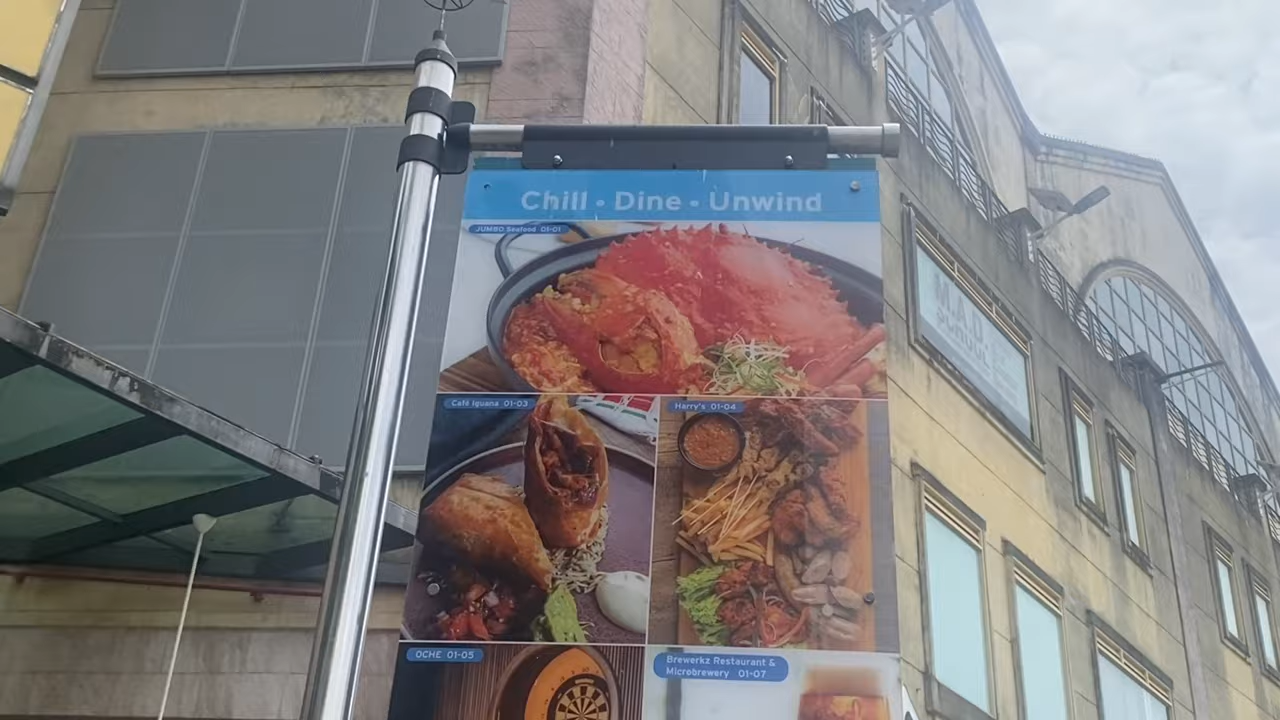 Chill • Dine • Unwind
JUMBO Seafood 01-01
Café Iguana 01-03
Harry's 01-04
OCHE 01-05
Brewerkz Restaurant &
Microbrewery 01-07
M.A.D.
SCHOOL